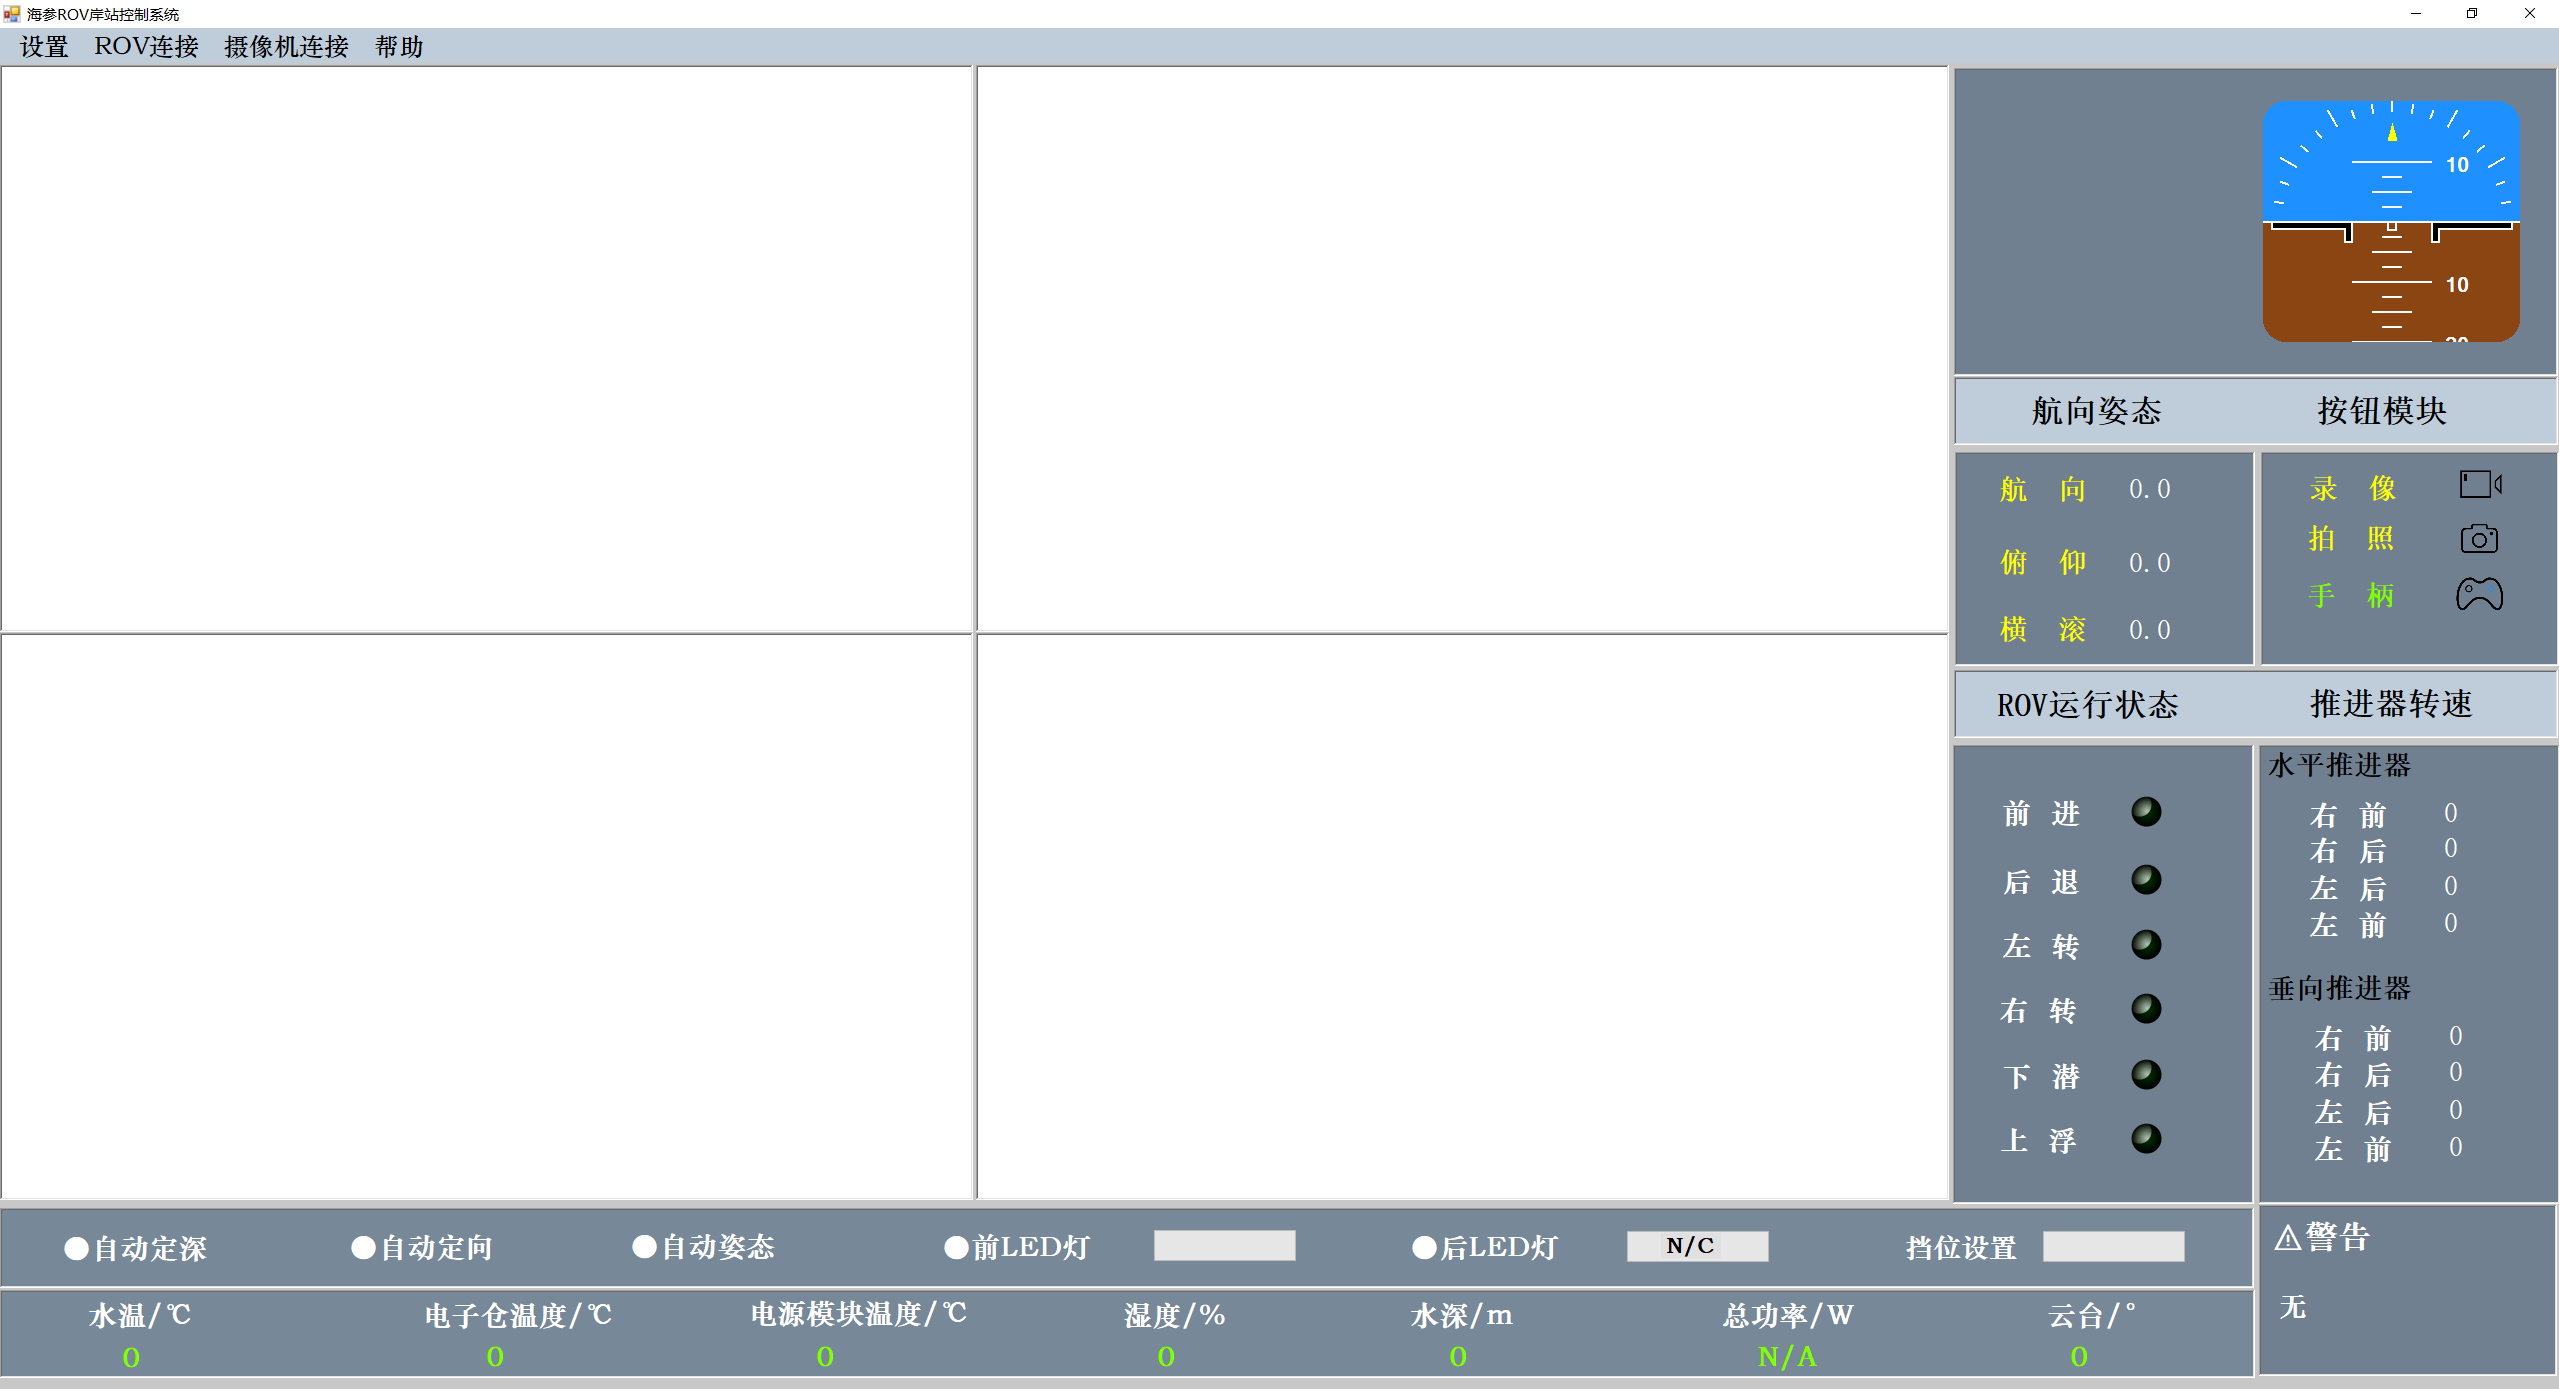 海参ROV岸站控制系统
设置 ROV连接 摄像机连接 帮助
10
10
航向姿态 按钮模块
航 向 0.0
俯 仰 0.0
横 滚 0.0
录 像
拍 照
手 柄
ROV运行状态 推进器转速
前 进
后 退
左 转
右 转
下 潜
上 浮
水平推进器
右 前 0
右 后 0
左 后 0
左 前 0
垂向推进器
右 前 0
右 后 0
左 后 0
左 前 0
自动定深 自动定向 自动姿态 前LED灯 后LED灯 N/C 挡位设置
水温/℃ 电子仓温度/℃ 电源模块温度/℃ 湿度/% 水深/m 总功率/W 云台/°
0 0 0 0 0 N/A 0
⚠警告
无